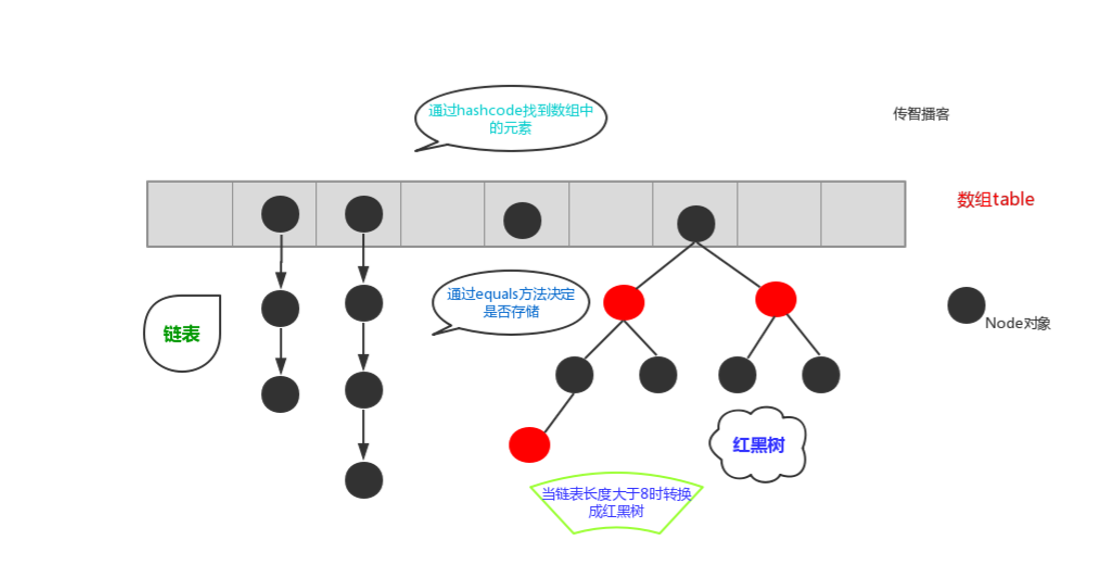 通过hashcode找到数组中
的元素
传智播客
数组table
链表
通过equals方法决定
是否存储
Node对象
红黑树
当链表长度大于8时转换
成红黑树